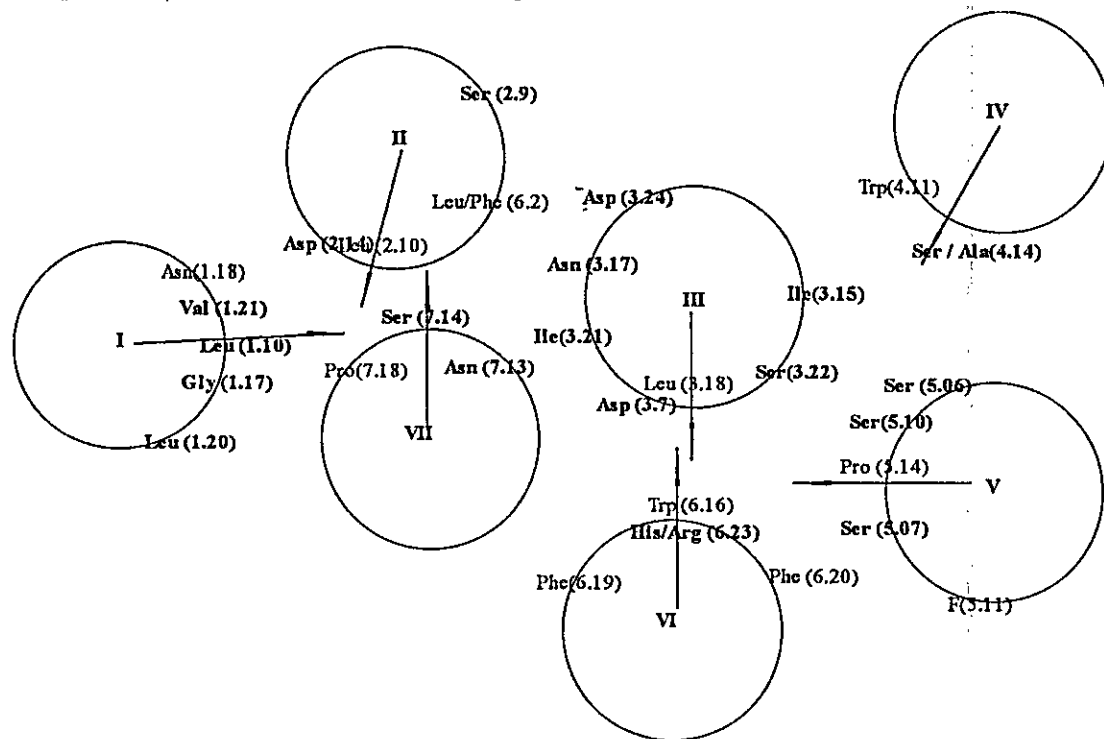 Ser (2.9)
II
Leu/Phe (6.2)
Asp (2.14)
(2.10)
IV
Trp(4.11)
Ser / Ala(4.14)
Asp (3.24)
Asn (3.17)
III
Ile(3.15)
Ile(3.21)
Leu (3.18)
Ser(3.22)
Asp (3.7)
Asn(1.18)
Val (1.21)
I
Leu (1.10)
Gly (1.17)
Leu (1.20)
Ser (7.14)
Pro(7.18)
Asn (7.13)
VII
Ser (5.06)
Ser(5.10)
Pro (5.14)
V
Ser (5.07)
F(5.11)
Trp(6.16)
His/Arg (6.23)
Phe(6.19)
Phe (6.20)
VI